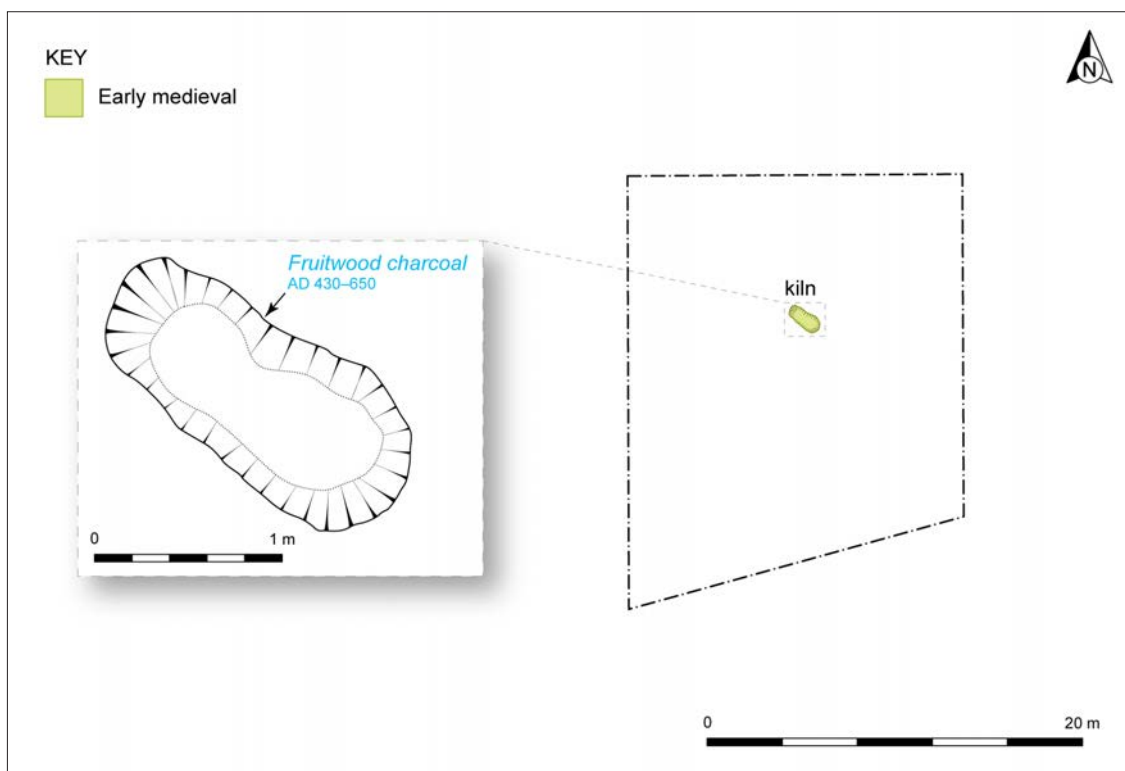 KEY
Early medieval
N
Fruitwood charcoal
AD 430–650
kiln
0 1 m
0 20 m